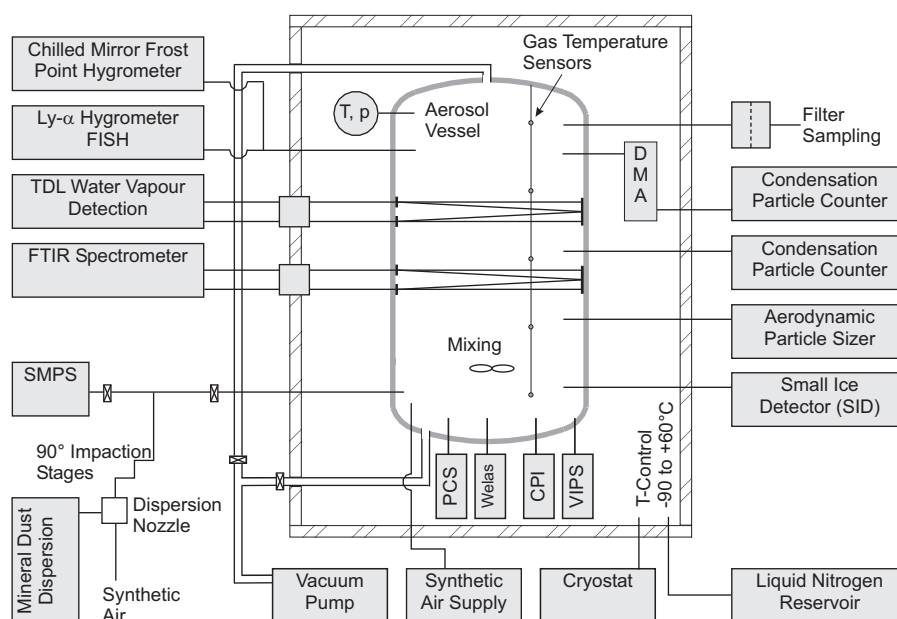 Gas Temperature
Sensors
Chilled Mirror Frost
Point Hygrometer
T, p
Aerosol
Vessel
Ly-α Hygrometer
FISH
Filter
Sampling
D
M
A
TDL Water Vapour
Detection
Condensation
Particle Counter
FTIR Spectrometer
Condensation
Particle Counter
Aerodynamic
Particle Sizer
Mixing
SMPS
Small Ice
Detector (SID)
90° Impaction
Stages
PCS
Welas
CPI
VIPS
T-Control
-90 to +60°C
Mineral Dust
Dispersion
Dispersion
Nozzle
Synthetic
Air
Vacuum
Pump
Synthetic
Air Supply
Cryostat
Liquid Nitrogen
Reservoir